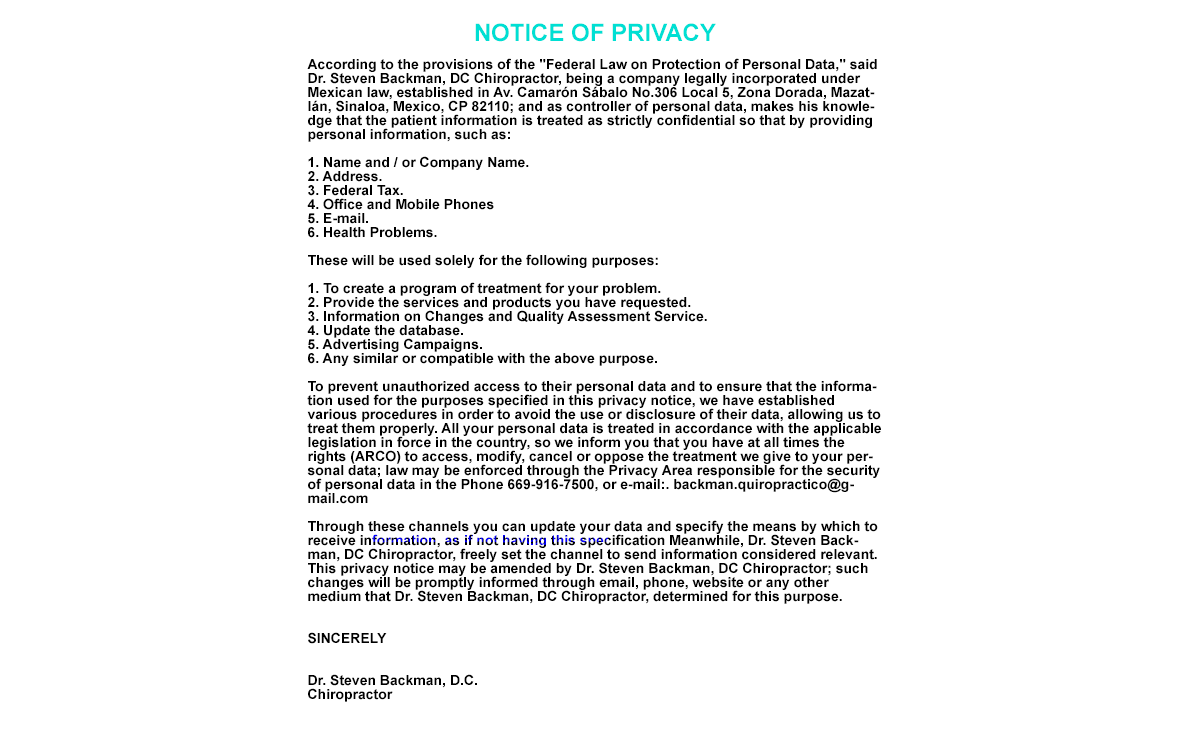 NOTICE OF PRIVACY
According to the provisions of the "Federal Law on Protection of Personal Data," said
Dr. Steven Backman, DC Chiropractor, being a company legally incorporated under
Mexican law, established in Av. Camarón Sábalo No.306 Local 5, Zona Dorada, Mazat-
lán, Sinaloa, Mexico, CP 82110; and as controller of personal data, makes his knowle-
dge that the patient information is treated as strictly confidential so that by providing
personal information, such as:
1. Name and / or Company Name.
2. Address.
3. Federal Tax.
4. Office and Mobile Phones
5. E-mail.
6. Health Problems.
These will be used solely for the following purposes:
1. To create a program of treatment for your problem.
2. Provide the services and products you have requested.
3. Information on Changes and Quality Assessment Service.
4. Update the database.
5. Advertising Campaigns.
6. Any similar or compatible with the above purpose.
To prevent unauthorized access to their personal data and to ensure that the informa-
tion used for the purposes specified in this privacy notice, we have established
various procedures in order to avoid the use or disclosure of their data, allowing us to
treat them properly. All your personal data is treated in accordance with the applicable
legislation in force in the country, so we inform you that you have at all times the
rights (ARCO) to access, modify, cancel or oppose the treatment we give to your per-
sonal data; law may be enforced through the Privacy Area responsible for the security
of personal data in the Phone 669-916-7500, or e-mail:. backman.quiropractico@g-
mail.com
Through these channels you can update your data and specify the means by which to
receive information, as if not having this specification Meanwhile, Dr. Steven Back-
man, DC Chiropractor, freely set the channel to send information considered relevant.
This privacy notice may be amended by Dr. Steven Backman, DC Chiropractor; such
changes will be promptly informed through email, phone, website or any other
medium that Dr. Steven Backman, DC Chiropractor, determined for this purpose.
SINCERELY
Dr. Steven Backman, D.C.
Chiropractor